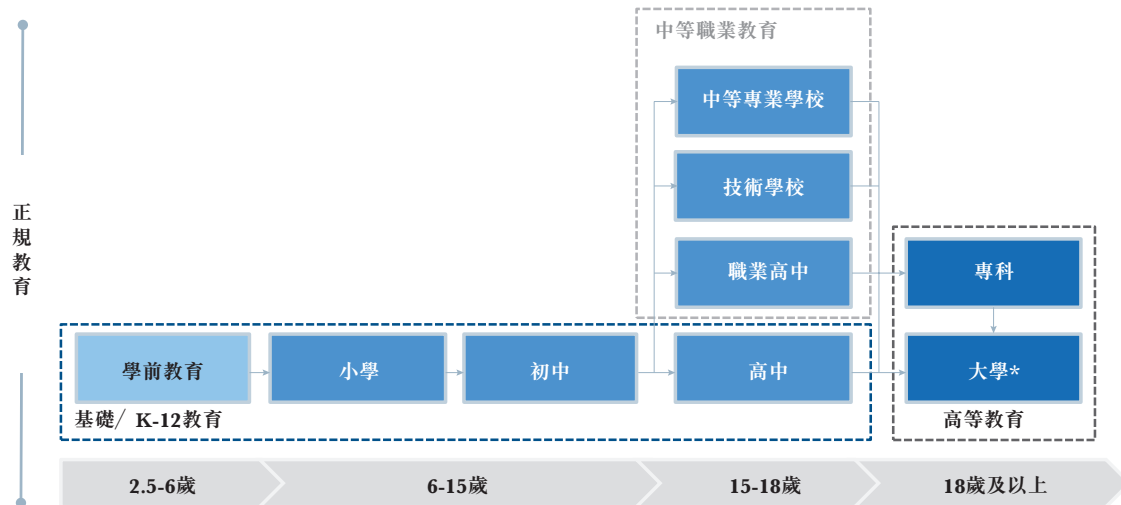 中等職業教育
中等專業學校
技術學校
正規教育
職業高中
專科
學前教育
小學
初中
高中
大學*
基礎/ K-12教育
高等教育
2.5-6歲
6-15歲
15-18歲
18歲及以上